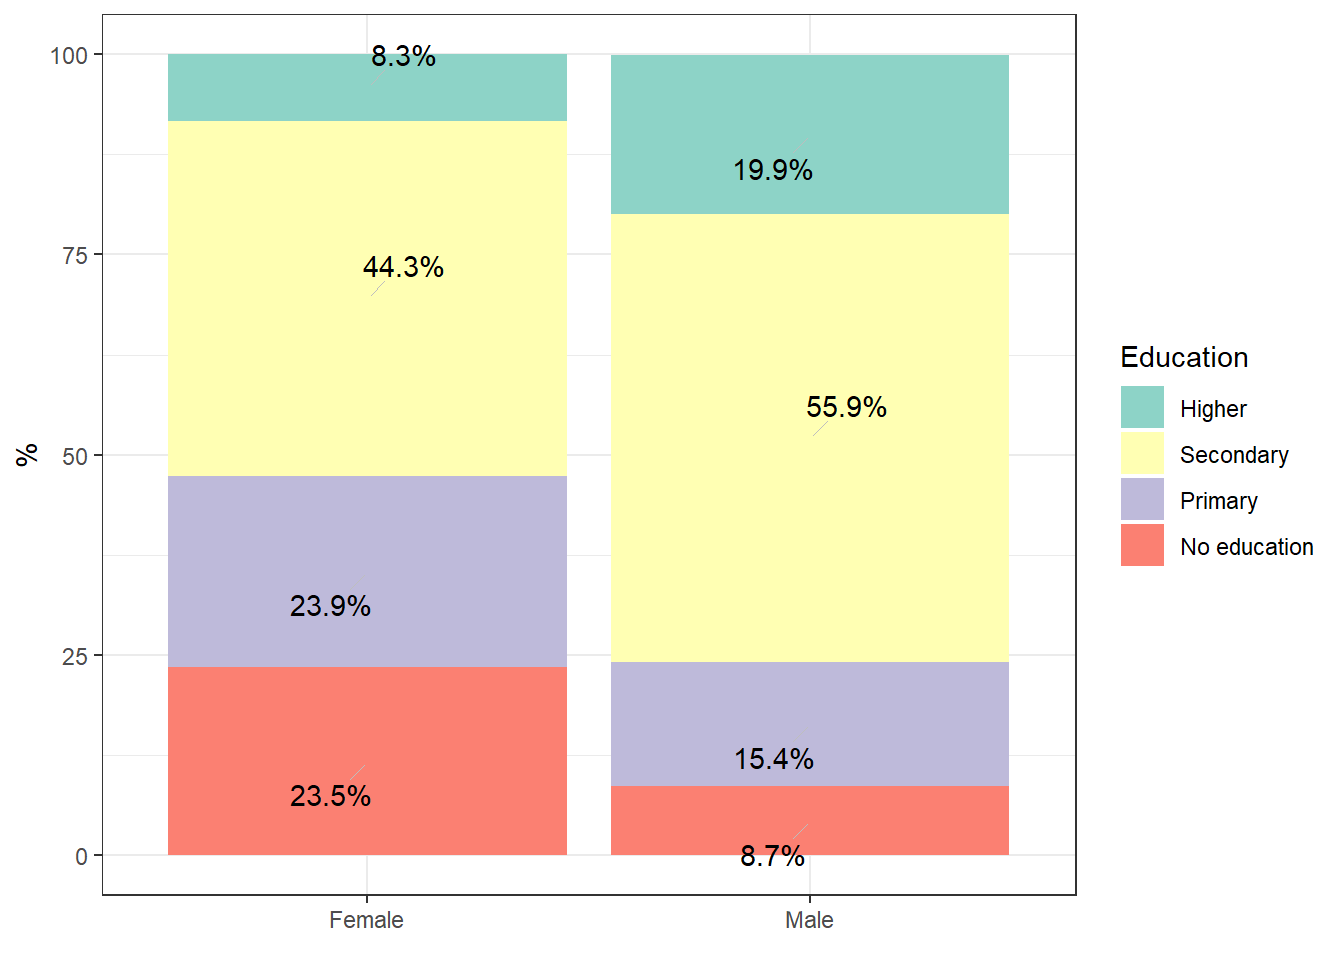 100
75
50
25
0
%
8.3%
44.3%
23.9%
23.5%
19.9%
55.9%
15.4%
8.7%
Female
Male
Education
Higher
Secondary
Primary
No education